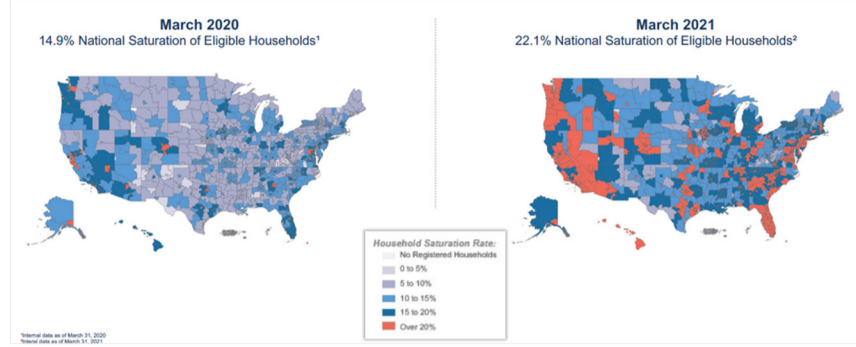 March 2020
14.9% National Saturation of Eligible Households¹
March 2021
22.1% National Saturation of Eligible Households²
Household Saturation Rate:
No Registered Households
0 to 5%
5 to 10%
10 to 15%
15 to 20%
Over 20%
¹Internal data as of March 31, 2020
²Interal data as of March 31, 2021